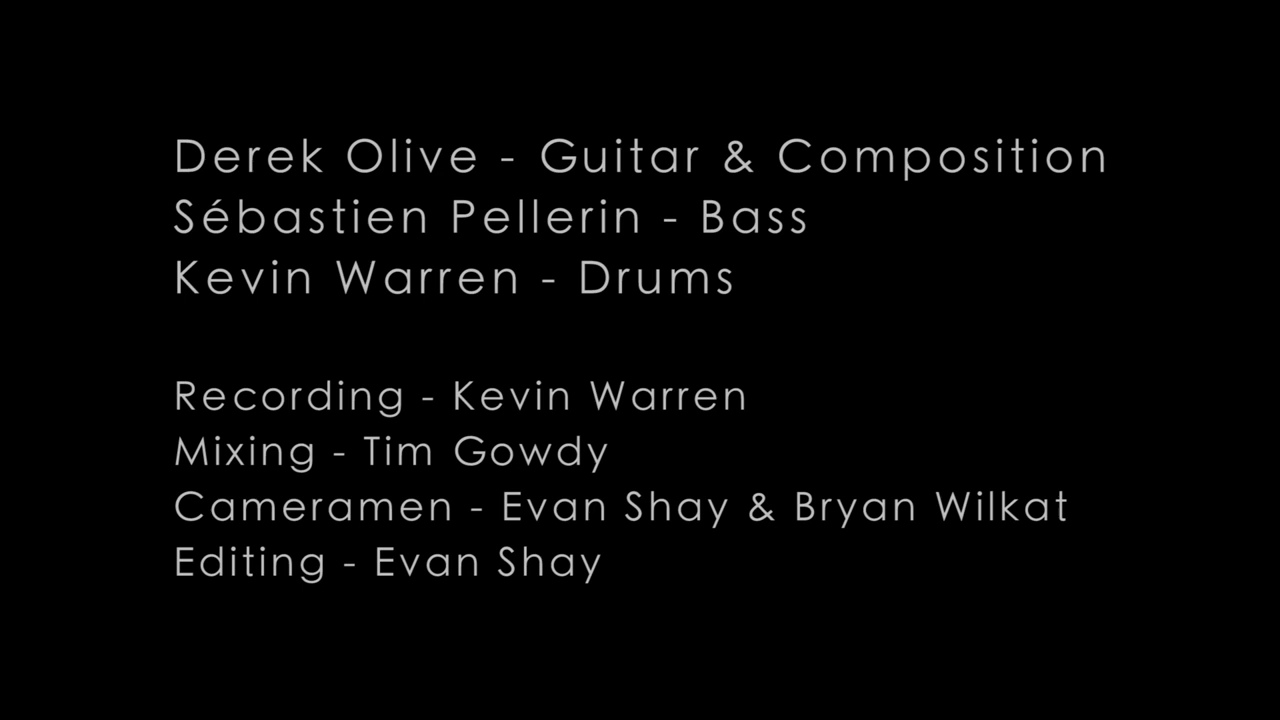 Derek Olive - Guitar & Composition
Sébastien Pellerin - Bass
Kevin Warren - Drums
Recording - Kevin Warren
Mixing - Tim Gowdy
Cameramen - Evan Shay & Bryan Wilkat
Editing - Evan Shay